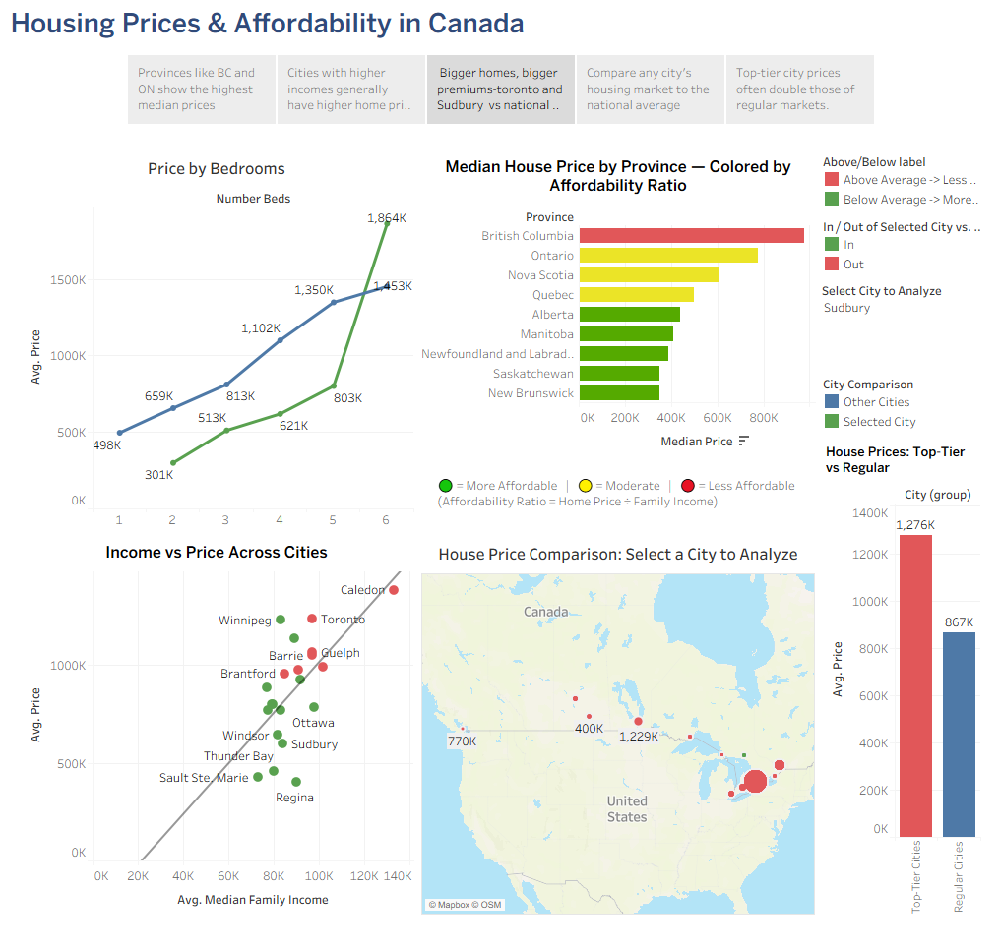 Housing Prices & Affordability in Canada
Provinces like BC and
ON show the highest
median prices
Cities with higher
incomes generally
have higher home pri..
Bigger homes, bigger
premiums-toronto and
Sudbury vs national ..
Compare any city's
housing market to the
national average
Top-tier city prices
often double those of
regular markets.
Price by Bedrooms
Number Beds
Avg. Price
1500K
1000K
500K
0K
1,864K
1,453K
1,350K
1,102K
813K
803K
659K
621K
513K
498K
301K
1 2 3 4 5 6
Median House Price by Province — Colored by
Affordability Ratio
Province
British Columbia
Ontario
Nova Scotia
Quebec
Alberta
Manitoba
Newfoundland and Labrad..
Saskatchewan
New Brunswick
0K 200K 400K 600K 800K
Median Price
= More Affordable | = Moderate | = Less Affordable
(Affordability Ratio = Home Price ÷ Family Income)
Above/Below label
Above Average -> Less ..
Below Average -> More..
In / Out of Selected City vs. ..
In
Out
Select City to Analyze
Sudbury
City Comparison
Other Cities
Selected City
House Prices: Top-Tier
vs Regular
City (group)
Avg. Price
1400K
1200K
1000K
800K
600K
400K
200K
0K
1,276K
867K
Top-Tier Cities
Regular Cities
Income vs Price Across Cities
Avg. Price
1000K
500K
0K
Caledon
Winnipeg
Toronto
Barrie
Guelph
Brantford
Ottawa
Windsor
Sudbury
Thunder Bay
Sault Ste. Marie
Regina
0K 20K 40K 60K 80K 100K 120K 140K
Avg. Median Family Income
House Price Comparison: Select a City to Analyze
Canada
770K
400K
1,229K
United
States
© Mapbox © OSM